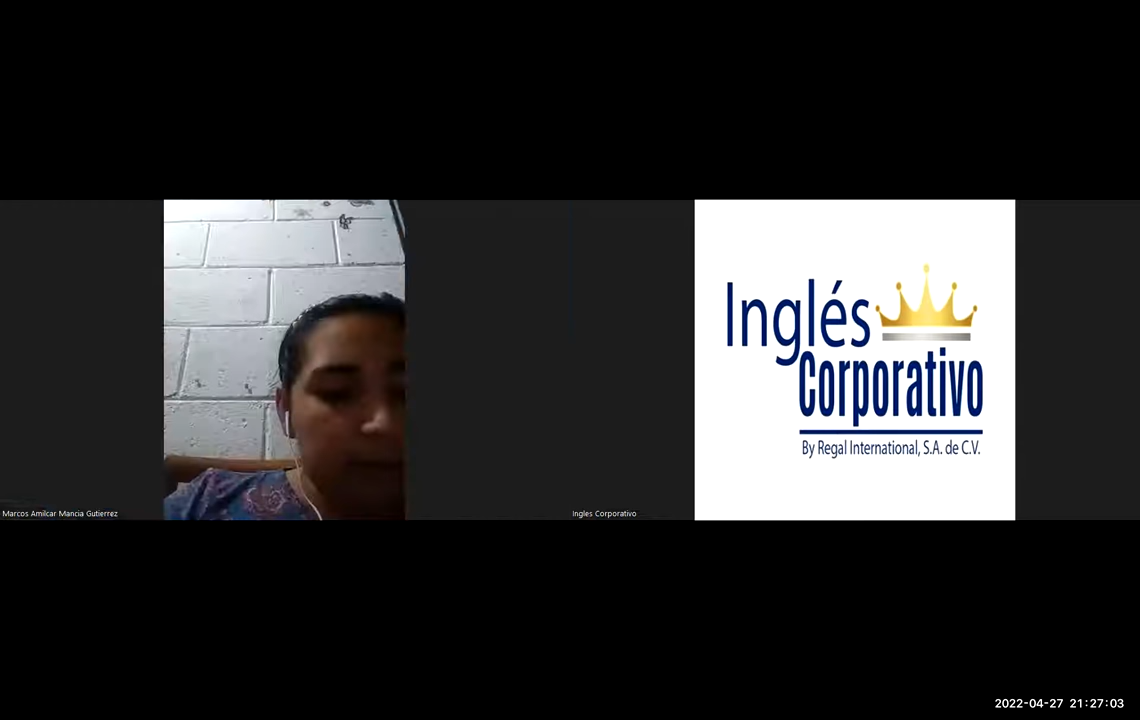 Inglés
Corporativo
By Regal International, S.A. de C.V.
Marcos Amilcar Mancia Gutierrez
Ingles Corporativo
2022-04-27 21:27:03